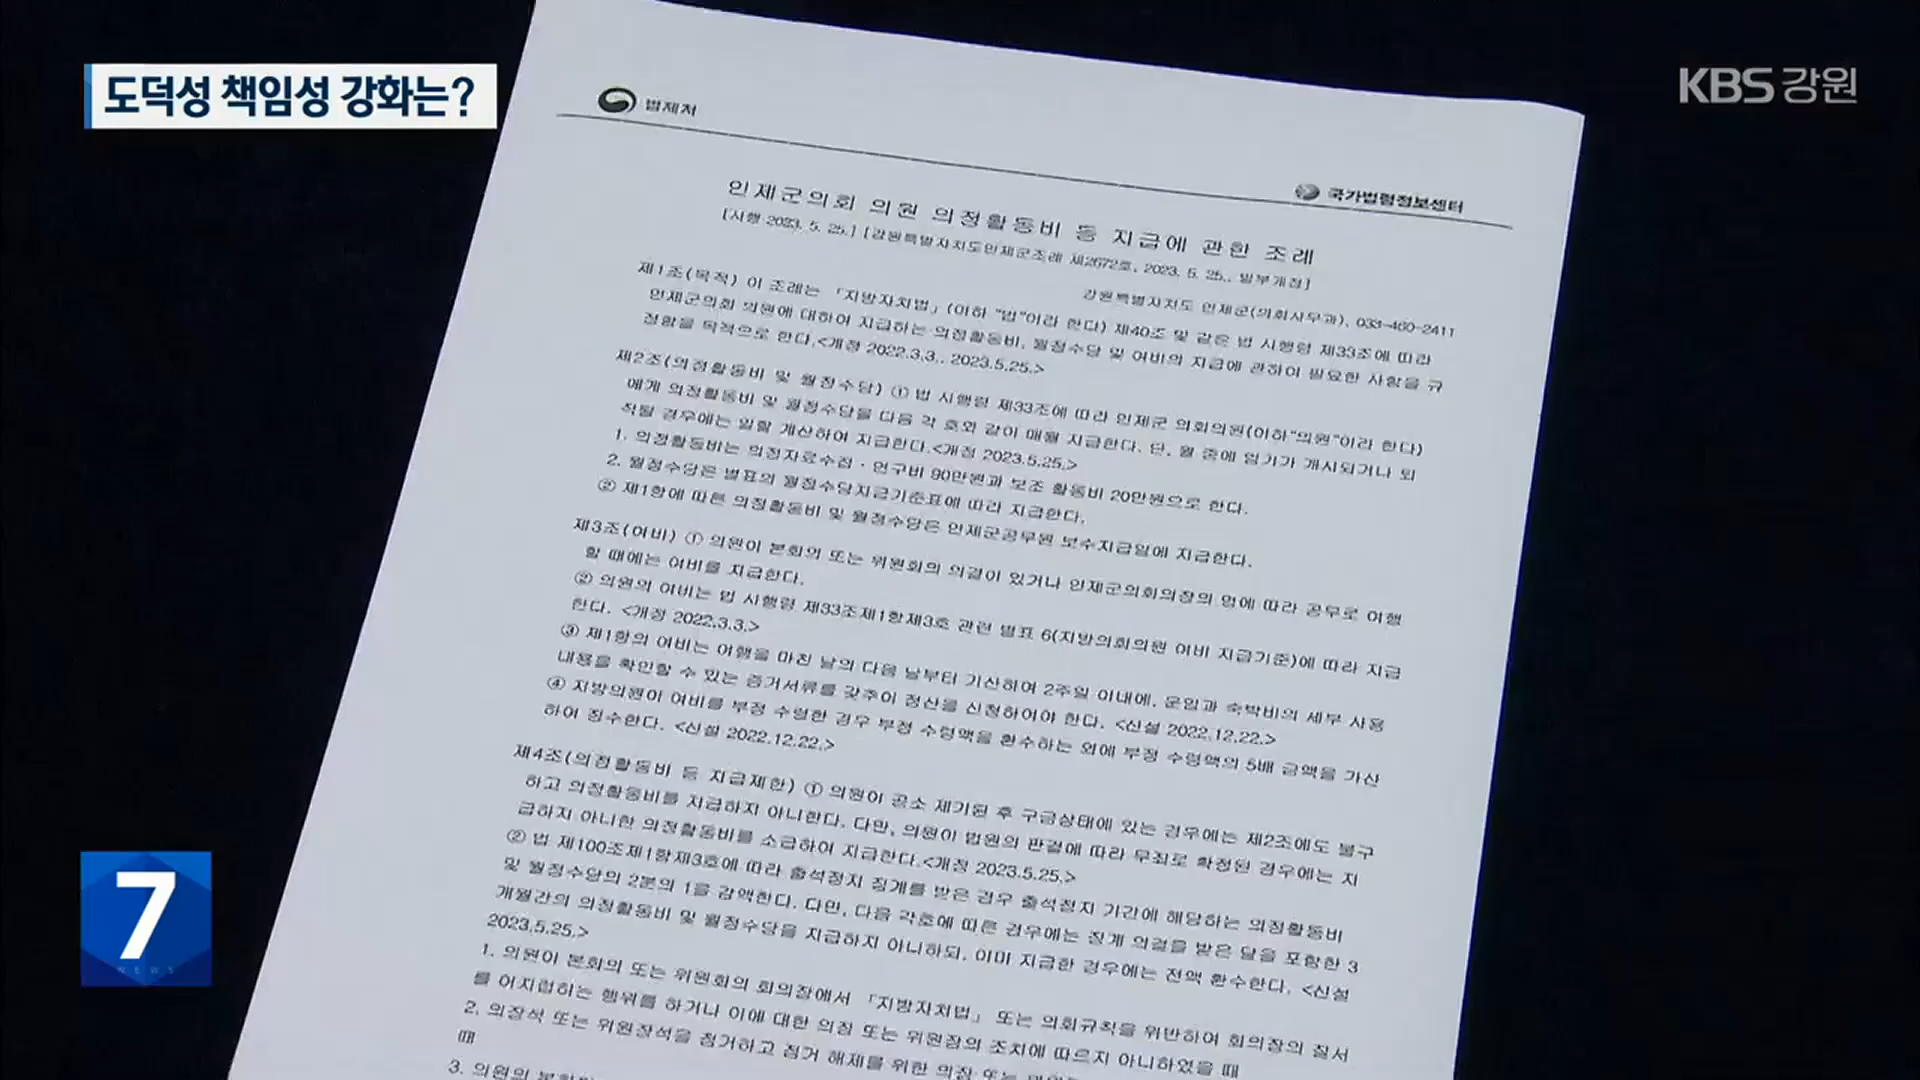 도덕성 책임성 강화는?
KBS 강원
법제처
국가법령정보센터
인제군의회 의원 의정활동비 등 지급에 관한 조례
[시행 2023. 5. 25.] [강원특별자치도인제군조례 제2672호, 2023. 5. 25., 일부개정]
강원특별자치도 인제군(의회사무과), 033-460-2411
제1조(목적) 이 조례는 「지방자치법」(이하 "법"이라 한다) 제40조 및 같은 법 시행령 제33조에 따라
인제군의회 의원에 대하여 지급하는 의정활동비, 월정수당 및 여비의 지급에 관하여 필요한 사항을 규
정함을 목적으로 한다.<개정 2022.3.3., 2023.5.25.>
제2조(의정활동비 및 월정수당) ① 법 시행령 제33조에 따라 인제군 의회의원(이하"의원"이라 한다)
에게 의정활동비 및 월정수당을 다음 각 호와 같이 매월 지급한다. 단, 월 중에 임기가 개시되거나 퇴
직될 경우에는 일할 계산하여 지급한다.<개정 2023.5.25.>
1. 의정활동비는 의정자료수집ㆍ연구비 90만원과 보조 활동비 20만원으로 한다.
2. 월정수당은 별표의 월정수당지급기준표에 따라 지급한다.
② 제1항에 따른 의정활동비 및 월정수당은 인제군공무원 보수지급일에 지급한다.
제3조(여비) ① 의원이 본회의 또는 위원회의 의결이 있거나 인제군의회의장의 명에 따라 공무로 여행
할 때에는 여비를 지급한다.
② 의원의 여비는 법 시행령 제33조제1항제3호 관련 별표 6(지방의회의원 여비 지급기준)에 따라 지급
한다. <개정 2022.3.3.>
③ 제1항의 여비는 여행을 마친 날의 다음 날부터 기산하여 2주일 이내에, 운임과 숙박비의 세부 사용
내용을 확인할 수 있는 증거서류를 갖추어 정산을 신청하여야 한다. <신설 2022.12.22.>
④ 지방의원이 여비를 부정 수령한 경우 부정 수령액을 환수하는 외에 부정 수령액의 5배 금액을 가산
하여 징수한다. <신설 2022.12.22.>
제4조(의정활동비 등 지급제한) ① 의원이 공소 제기된 후 구금상태에 있는 경우에는 제2조에도 불구
하고 의정활동비를 지급하지 아니한다. 다만, 의원이 법원의 판결에 따라 무죄로 확정된 경우에는 지
급하지 아니한 의정활동비를 소급하여 지급한다.<개정 2023.5.25.>
② 법 제100조제1항제3호에 따라 출석정지 징계를 받은 경우 출석정지 기간에 해당하는 의정활동비
및 월정수당의 2분의 1을 감액한다. 다만, 다음 각호에 따른 경우에는 징계 의결을 받은 달을 포함한 3
개월간의 의정활동비 및 월정수당을 지급하지 아니하되, 이미 지급한 경우에는 전액 환수한다. <신설
2023.5.25.>
1. 의원이 본회의 또는 위원회의 회의장에서 「지방자치법」 또는 의회규칙을 위반하여 회의장의 질서
를 어지럽히는 행위를 하거나 이에 대한 의장 또는 위원장의 조치에 따르지 아니하였을 때
2. 의장석 또는 위원장석을 점거하고 점거 해제를 위한 의장 또는
때
3. 의원의
7
NEWS